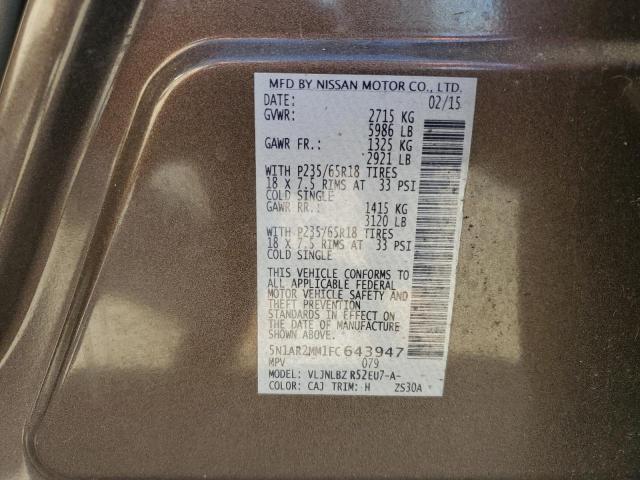 MFD BY NISSAN MOTOR CO., LTD.
DATE: 02/15
GVWR: 2715 KG
5986 LB
GAWR FR.: 1325 KG
2921 LB
WITH P235/65R18 TIRES
18 X 7.5 RIMS AT 33 PSI
COLD SINGLE
GAWR RR.: 1415 KG
3120 LB
WITH P235/65R18 TIRES
18 X 7.5 RIMS AT 33 PSI
COLD SINGLE
THIS VEHICLE CONFORMS TO
ALL APPLICABLE FEDERAL
MOTOR VEHICLE SAFETY AND
THEFT PREVENTION
STANDARDS IN EFFECT ON
THE DATE OF MANUFACTURE
SHOWN ABOVE.
5N1AR2MM1FC643947
MPV 079
MODEL: VLJNLBZ R52EU7-A-
COLOR: CAJ TRIM: H ZS30A